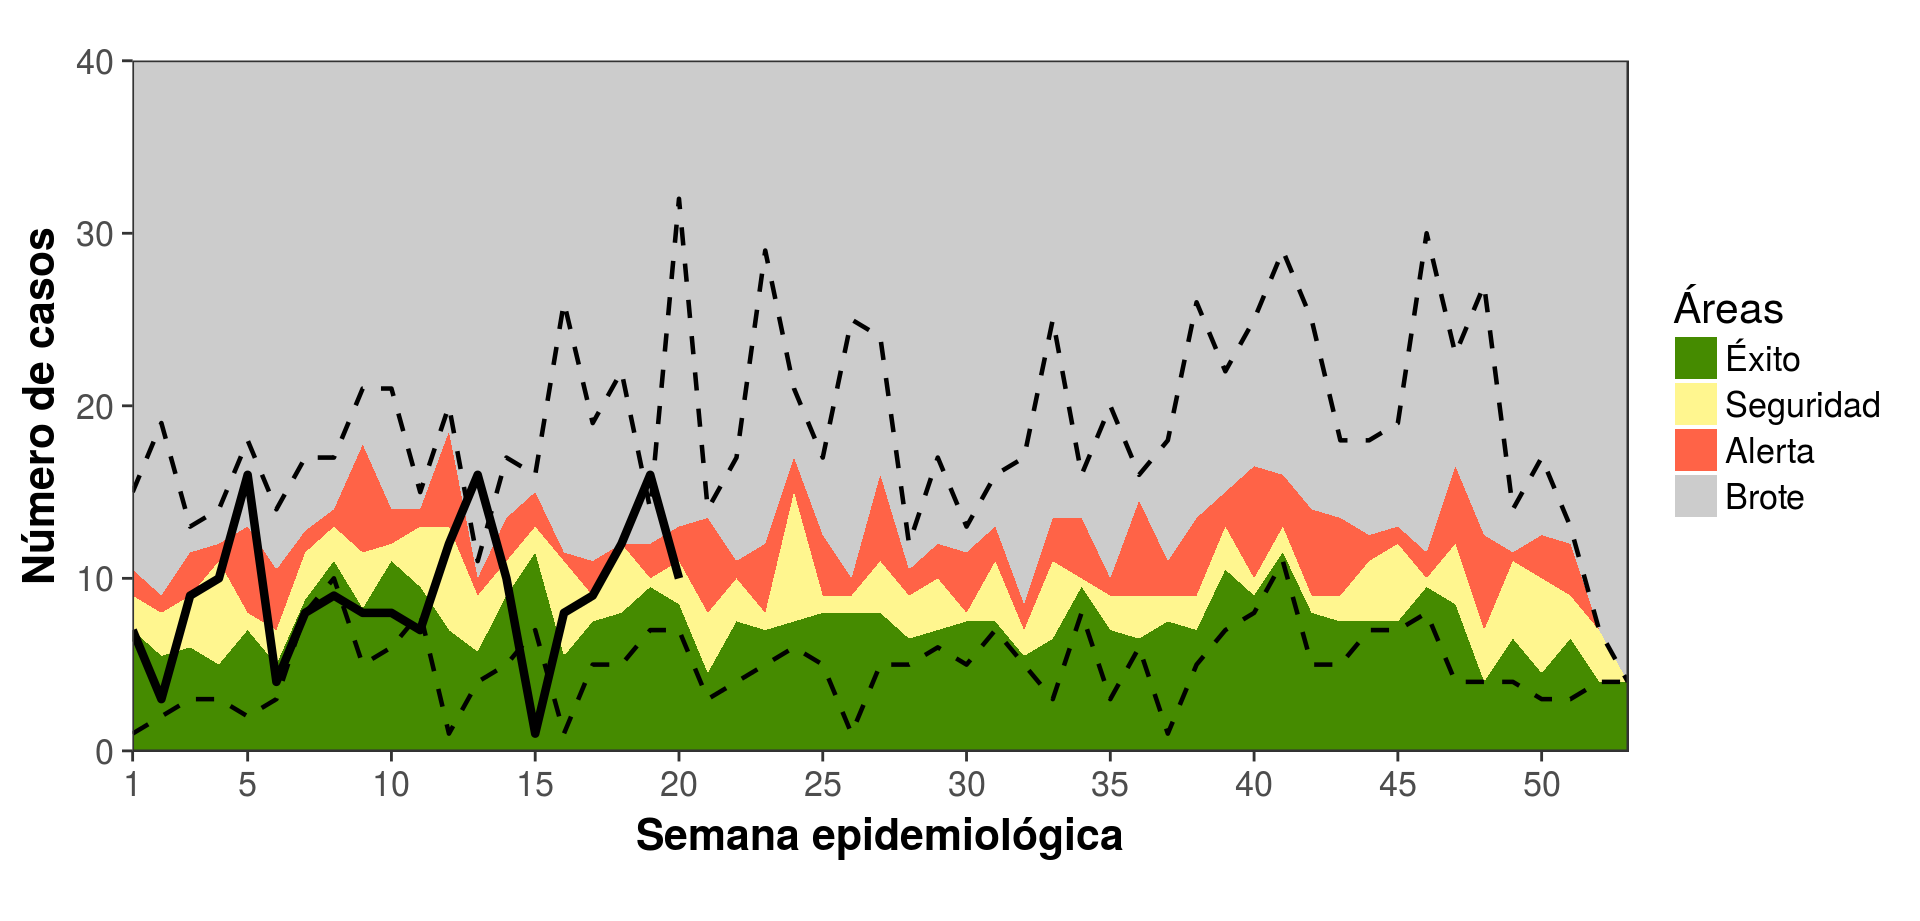 Número de casos
40
30
20
10
0
1 5 10 15 20 25 30 35 40 45 50
Semana epidemiológica
Áreas
Éxito
Seguridad
Alerta
Brote